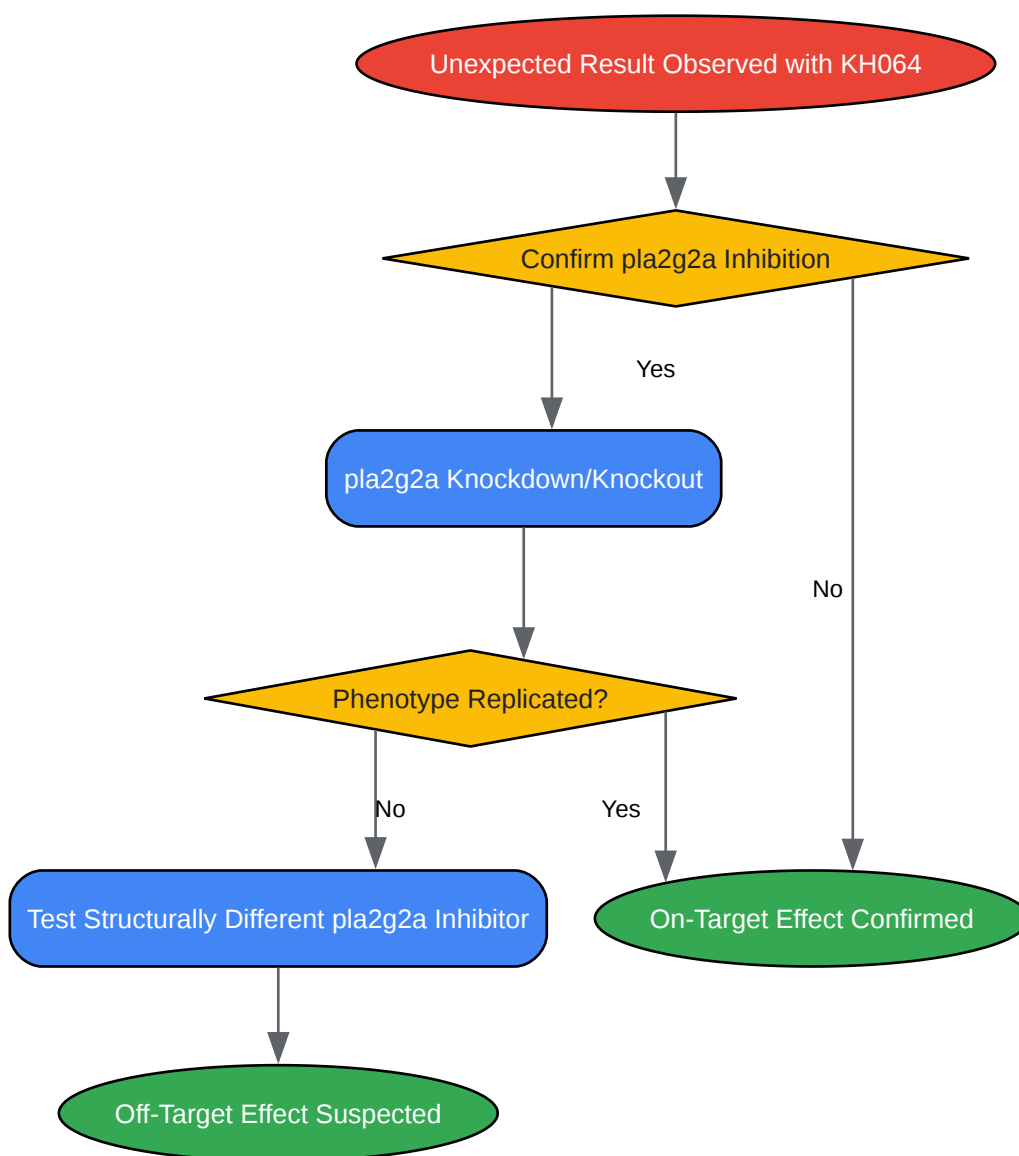 Unexpected Result Observed with KH064
Confirm pla2g2a Inhibition
Yes
pla2g2a Knockdown/Knockout
No
Phenotype Replicated?
No
Yes
Test Structurally Different pla2g2a Inhibitor
On-Target Effect Confirmed
Off-Target Effect Suspected